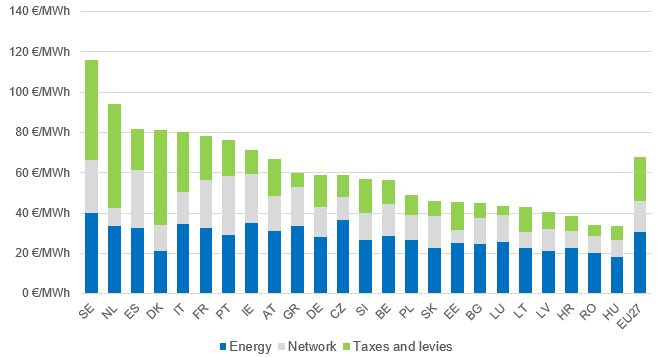 140 €/MWh
120 €/MWh
100 €/MWh
80 €/MWh
60 €/MWh
40 €/MWh
20 €/MWh
0 €/MWh
SE NL ES DK IT FR PT IE AT GR DE CZ SI BE PL SK EE BG LU LT LV HR RO HU EU27
Energy Network Taxes and levies